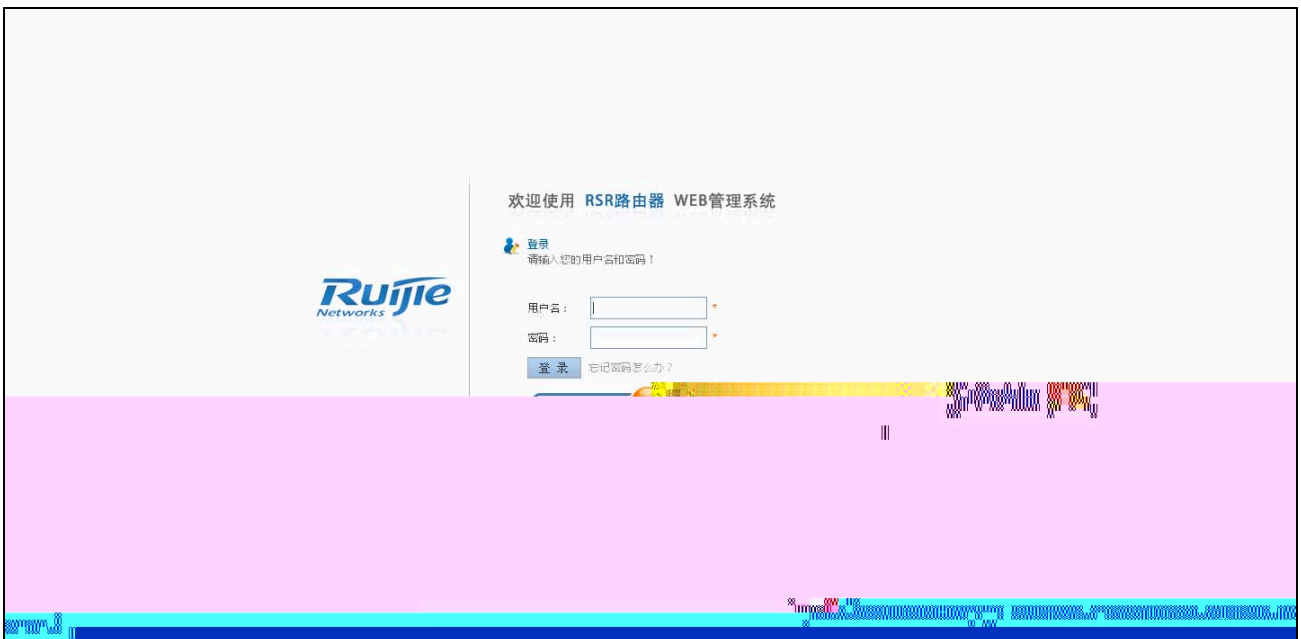 欢迎使用 RSR路由器 WEB管理系统
登录
请输入您的用户名和密码！
Ruijie
Networks
用户名： *
密码： *
登 录 忘记密码怎么办？